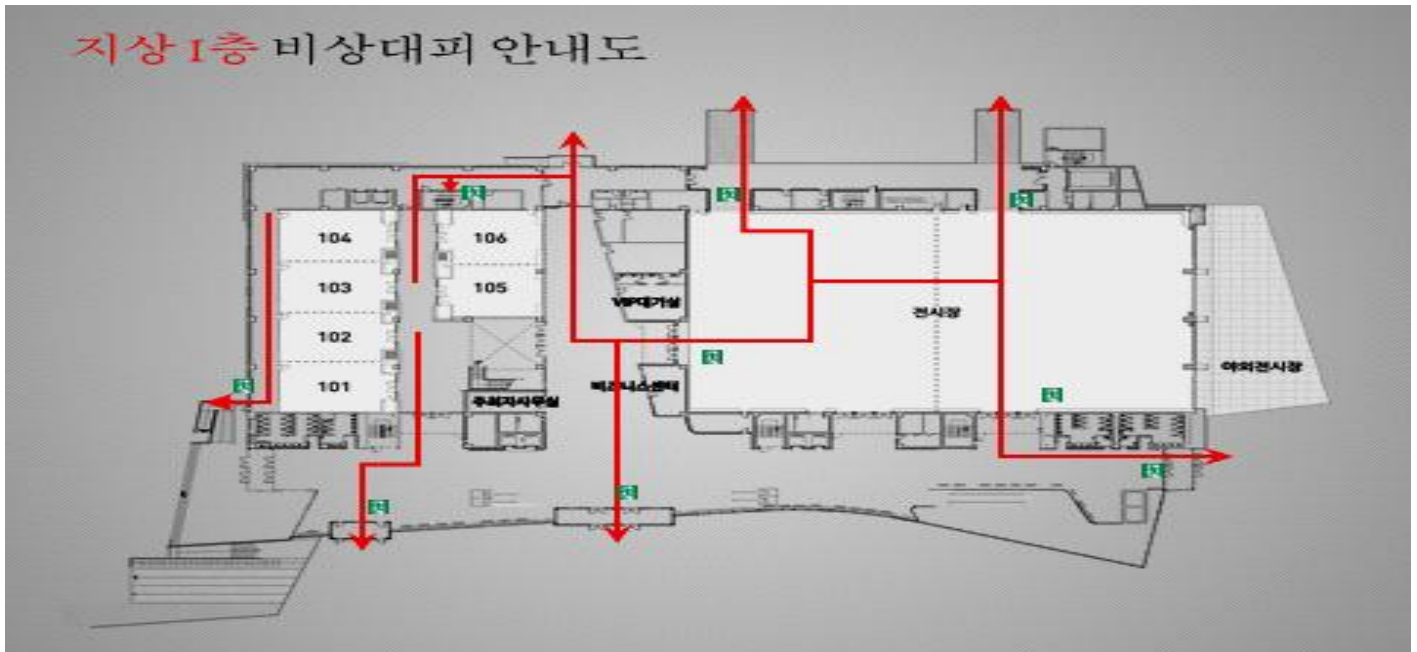 지상 1층 비상대피 안내도
104
106
103
105
VIP대기실
전시장
102
101
비즈니스센터
야외전시장
주최자사무실